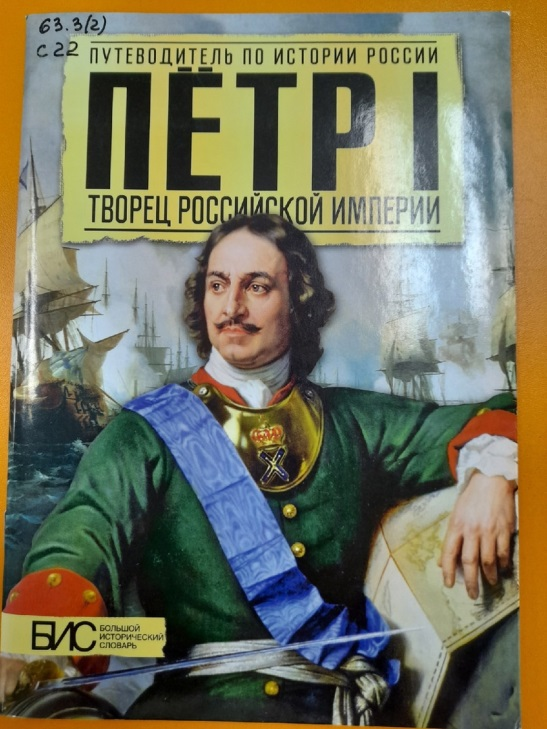 63.3(2)
С22
ПУТЕВОДИТЕЛЬ ПО ИСТОРИИ РОССИИ
ПЁТР I
ТВОРЕЦ РОССИЙСКОЙ ИМПЕРИИ
БИС
БОЛЬШОЙ
ИСТОРИЧЕСКИЙ
СЛОВАРЬ